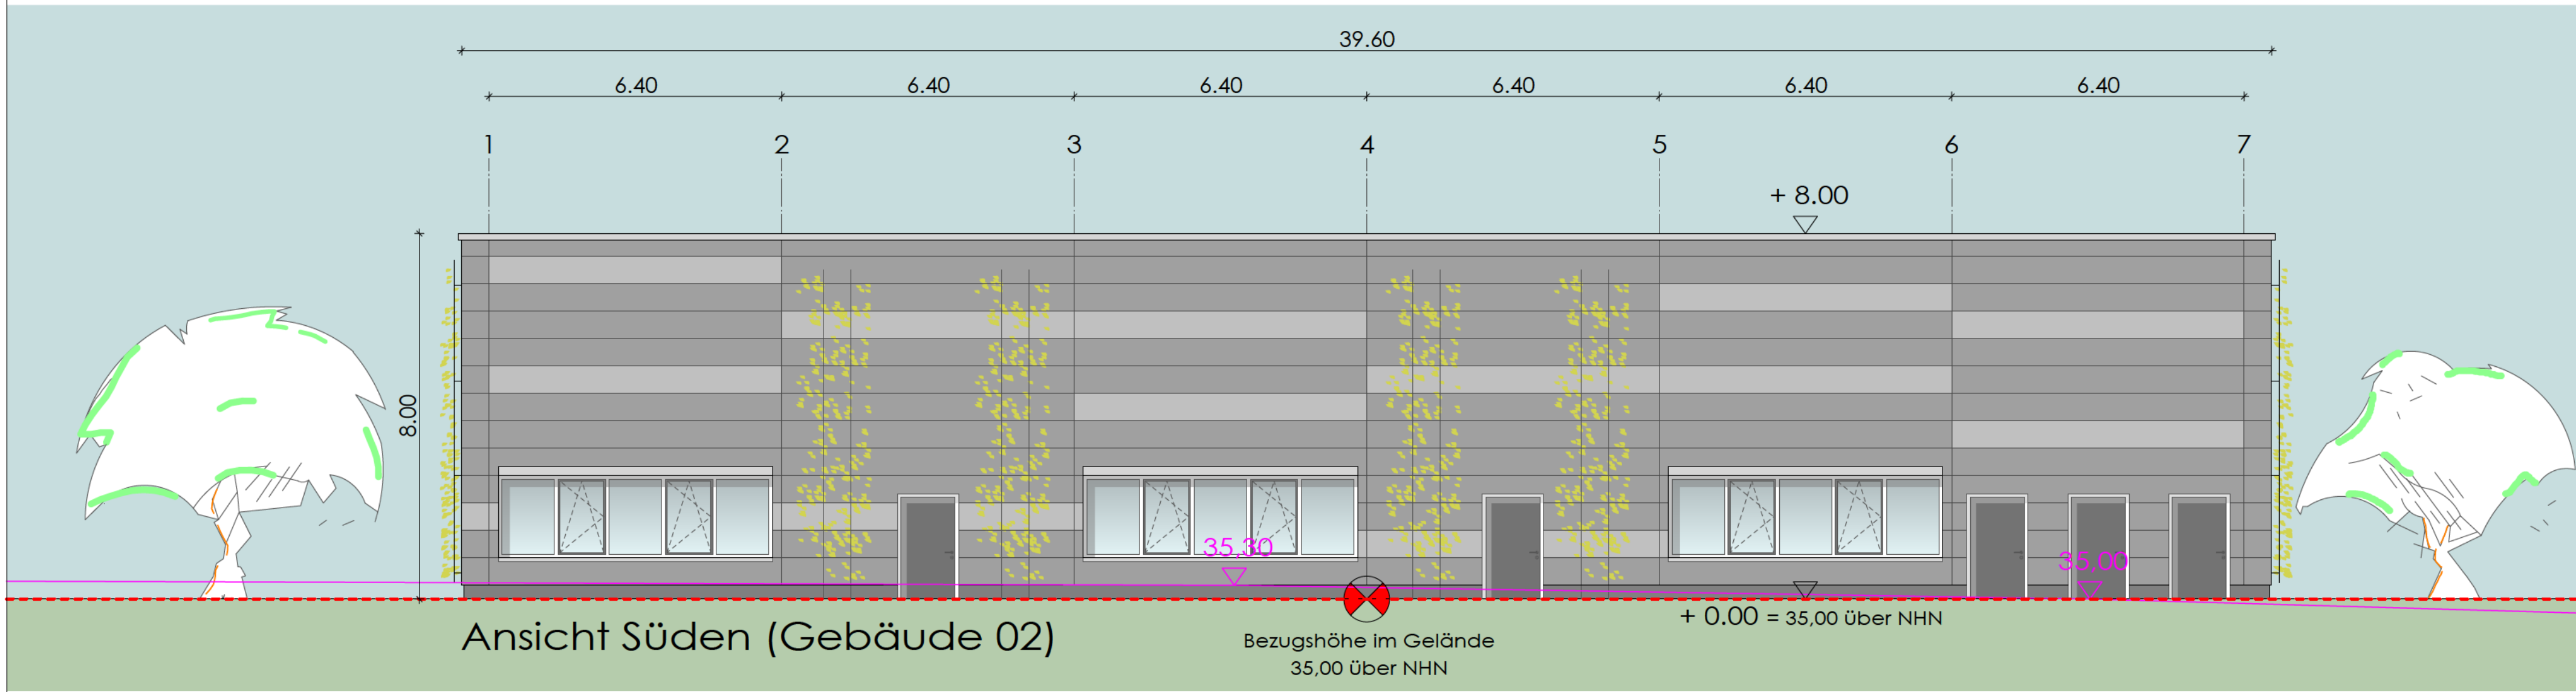 39.60
6.40 6.40 6.40 6.40 6.40 6.40
1 2 3 4 5 6 7
+ 8.00
8.00
35,30
35,00
+ 0.00 = 35,00 über NHN
Ansicht Süden (Gebäude 02)
Bezugshöhe im Gelände
35,00 über NHN